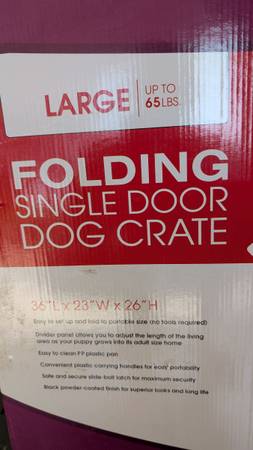 LARGE
UP TO
65LBS.
FOLDING
SINGLE DOOR
DOG CRATE
36"L x 23"W x 26"H
Easy to set up and fold to portable size (no tools required)
Divider panel allows you to adjust the length of the living
area as your puppy grows into its adult size home
Easy to clean PP plastic pan
Convenient plastic carrying handles for easy portability
Safe and secure slide-bolt latch for maximum security
Black powder-coated finish for superior looks and long life